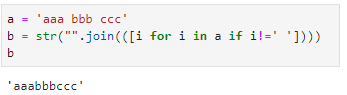 a = 'aaa bbb ccc'
b = str("".join(([i for i in a if i!=' '])))
b
'aaabbbccc'